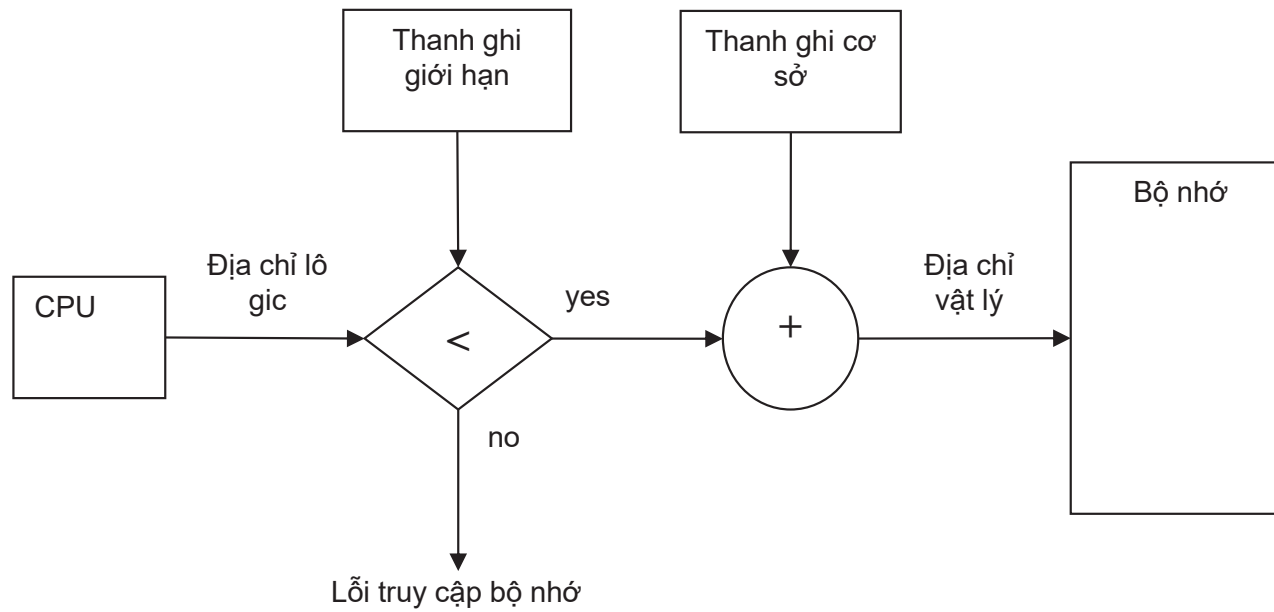 Thanh ghi
giới hạn
Thanh ghi cơ
sở
Bộ nhớ
Địa chỉ lô
gic
CPU
<
yes
+
Địa chỉ
vật lý
no
Lỗi truy cập bộ nhớ